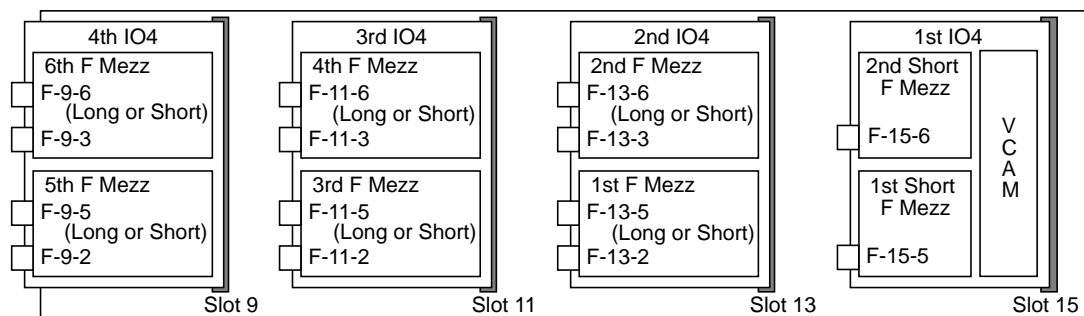 4th IO4
6th F Mezz
F-9-6
(Long or Short)
F-9-3
5th F Mezz
F-9-5
(Long or Short)
F-9-2
Slot 9
3rd IO4
4th F Mezz
F-11-6
(Long or Short)
F-11-3
3rd F Mezz
F-11-5
(Long or Short)
F-11-2
Slot 11
2nd IO4
2nd F Mezz
F-13-6
(Long or Short)
F-13-3
1st F Mezz
F-13-5
(Long or Short)
F-13-2
Slot 13
1st IO4
2nd Short
F Mezz
F-15-6
1st Short
F Mezz
F-15-5
VCAM
Slot 15